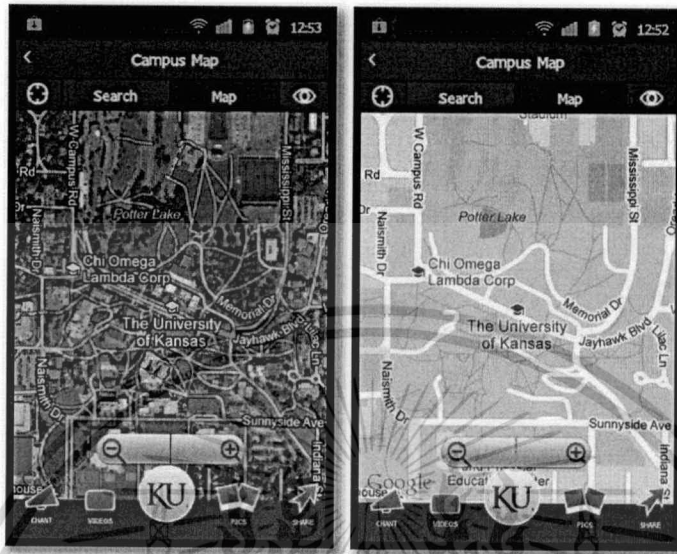 12:53
Campus Map
Search Map
W Campus Rd
Mississippi St
Rd
Dr
Potter Lake
Naismith Dr
Chi Omega
Lambda Corp
Memorial Dr
The University
of Kansas
Jayhawk Blvd
Lilac Ln
Naismith Dr
Sunnyside Ave
Indiana St
ouse
KU
CHANT VIDEOS PICS SHARE
12:52
Campus Map
Search Map
Stadium
W Campus Rd
Mississippi St
Rd
Dr
Potter Lake
Naismith Dr
Chi Omega
Lambda Corp
Memorial Dr
The University
of Kansas
Jayhawk Blvd
Lilac Ln
Naismith Dr
Sunnyside Ave
Indiana St
Google
ouse
KU
CHANT VIDEOS PICS SHARE